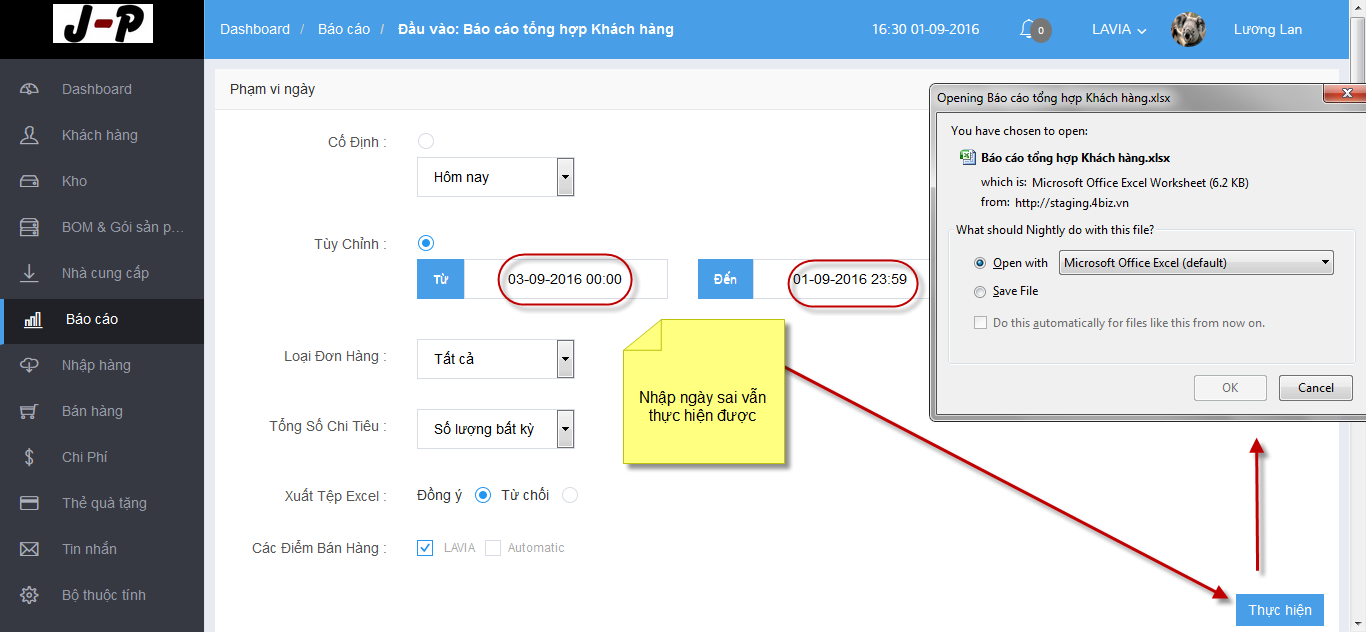 J-P
Dashboard / Báo cáo / Đầu vào: Báo cáo tổng hợp Khách hàng
16:30 01-09-2016
0
LAVIA
Lương Lan
Dashboard
Khách hàng
Kho
BOM & Gói sản p...
Nhà cung cấp
Báo cáo
Nhập hàng
Bán hàng
Chi Phí
Thẻ quà tặng
Tin nhắn
Bộ thuộc tính
Phạm vi ngày
Cố Định :
Hôm nay
Tùy Chỉnh :
Từ 03-09-2016 00:00 Đến 01-09-2016 23:59
Loại Đơn Hàng : Tất cả
Tổng Số Chi Tiêu : Số lượng bất kỳ
Xuất Tệp Excel : Đồng ý Từ chối
Các Điểm Bán Hàng : LAVIA Automatic
Thực hiện
Nhập ngày sai vẫn
thực hiện được
Opening Báo cáo tổng hợp Khách hàng.xlsx
You have chosen to open:
Báo cáo tổng hợp Khách hàng.xlsx
which is: Microsoft Office Excel Worksheet (6.2 KB)
from: http://staging.4biz.vn
What should Nightly do with this file?
Open with Microsoft Office Excel (default)
Save File
Do this automatically for files like this from now on.
OK Cancel